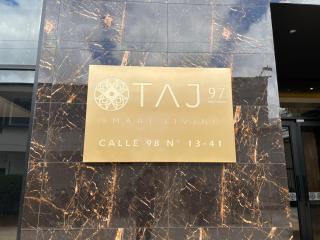 TAJ 97
SMART LIVING
CALLE 98 N° 13-41